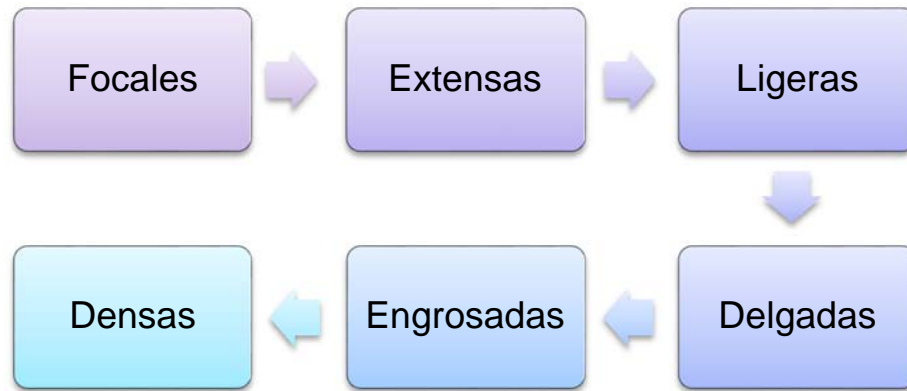 Focales
Extensas
Ligeras
Delgadas
Engrosadas
Densas